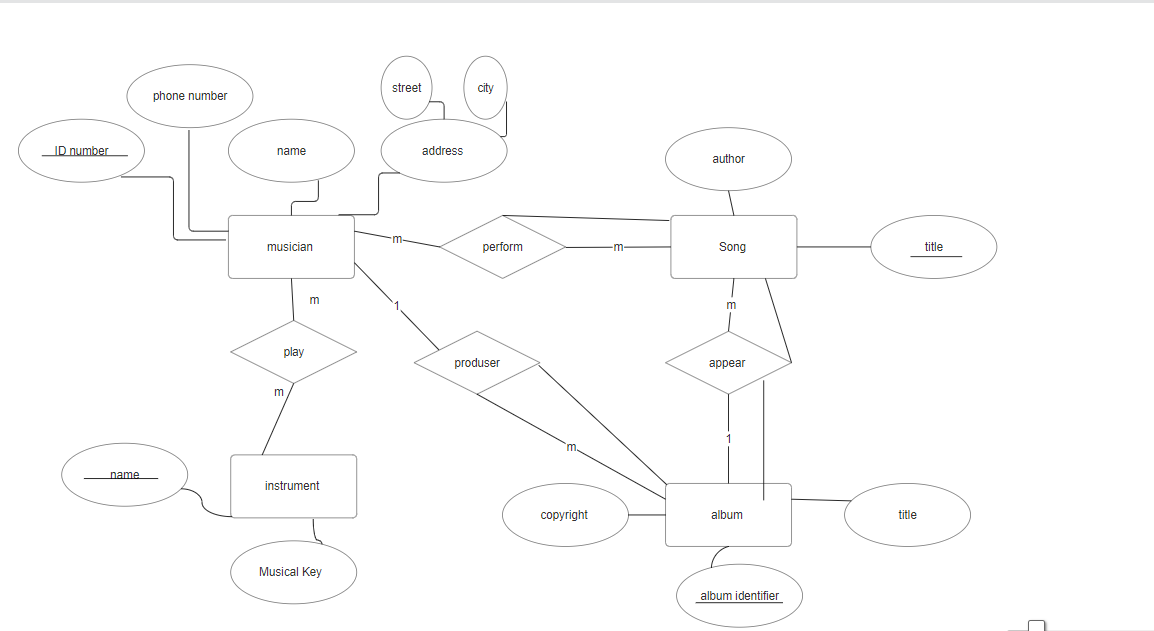 street
city
phone number
ID number
name
address
author
musician
m
perform
m
Song
title
m
1
m
play
produser
appear
m
1
m
name
instrument
copyright
album
title
Musical Key
album identifier